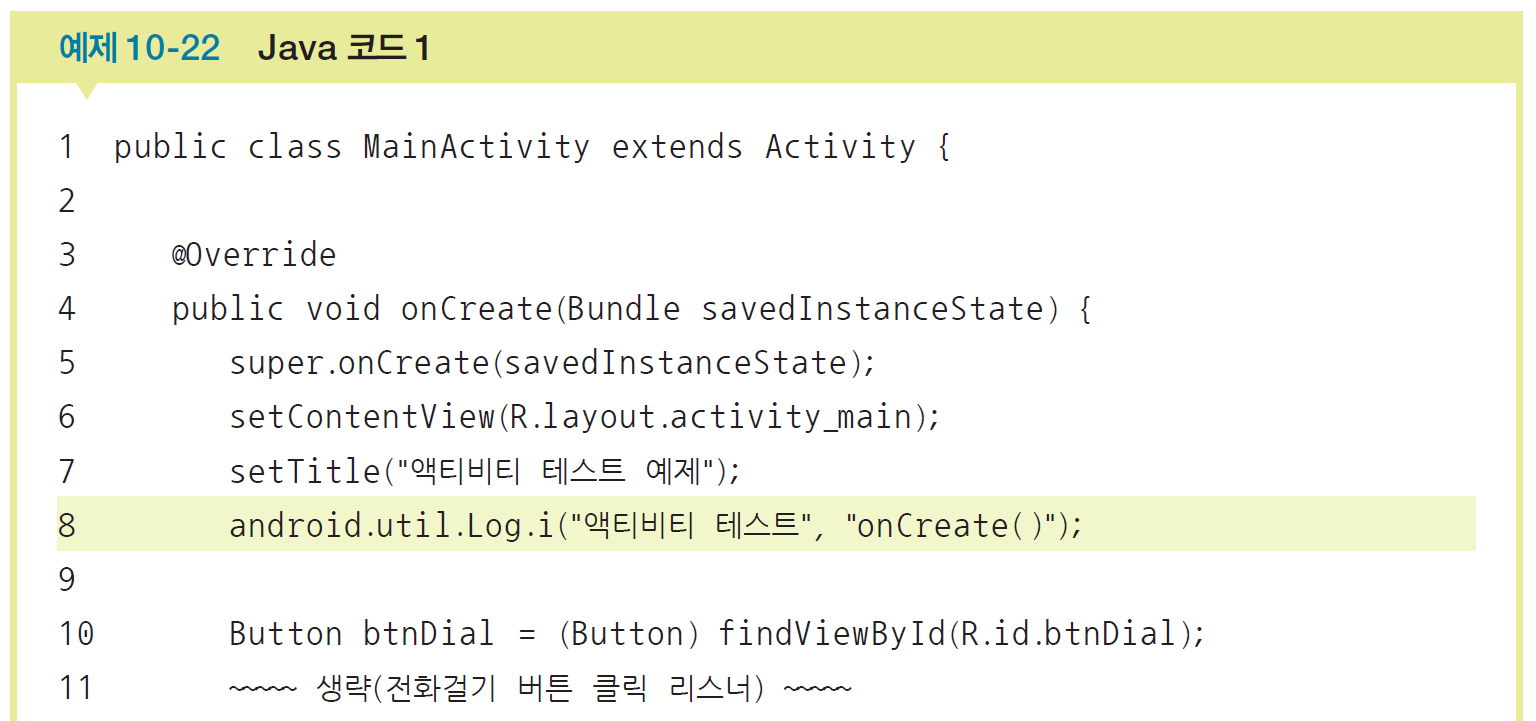 예제 10-22 Java 코드 1
1 public class MainActivity extends Activity {
2
3 @Override
4 public void onCreate(Bundle savedInstanceState) {
5 super.onCreate(savedInstanceState);
6 setContentView(R.layout.activity_main);
7 setTitle("액티비티 테스트 예제");
8 android.util.Log.i("액티비티 테스트", "onCreate()");
9
10 Button btnDial = (Button) findViewById(R.id.btnDial);
11 ~~~~~ 생략(전화걸기 버튼 클릭 리스너) ~~~~~